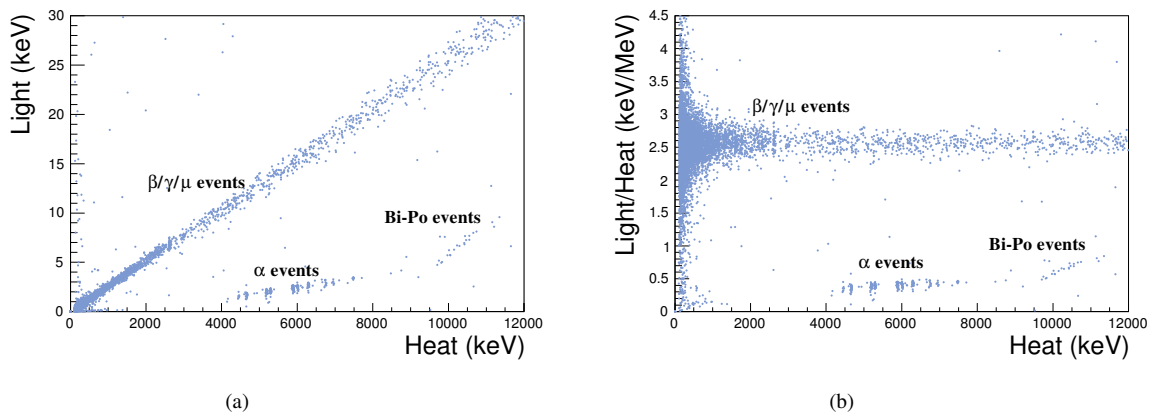 30
25
20
15
10
5
0
Light (keV)
β/γ/μ events
Bi-Po events
α events
0 2000 4000 6000 8000 10000 12000
Heat (keV)
(a)
4.5
4
3.5
3
2.5
2
1.5
1
0.5
0
Light/Heat (keV/MeV)
β/γ/μ events
Bi-Po events
α events
0 2000 4000 6000 8000 10000 12000
Heat (keV)
(b)